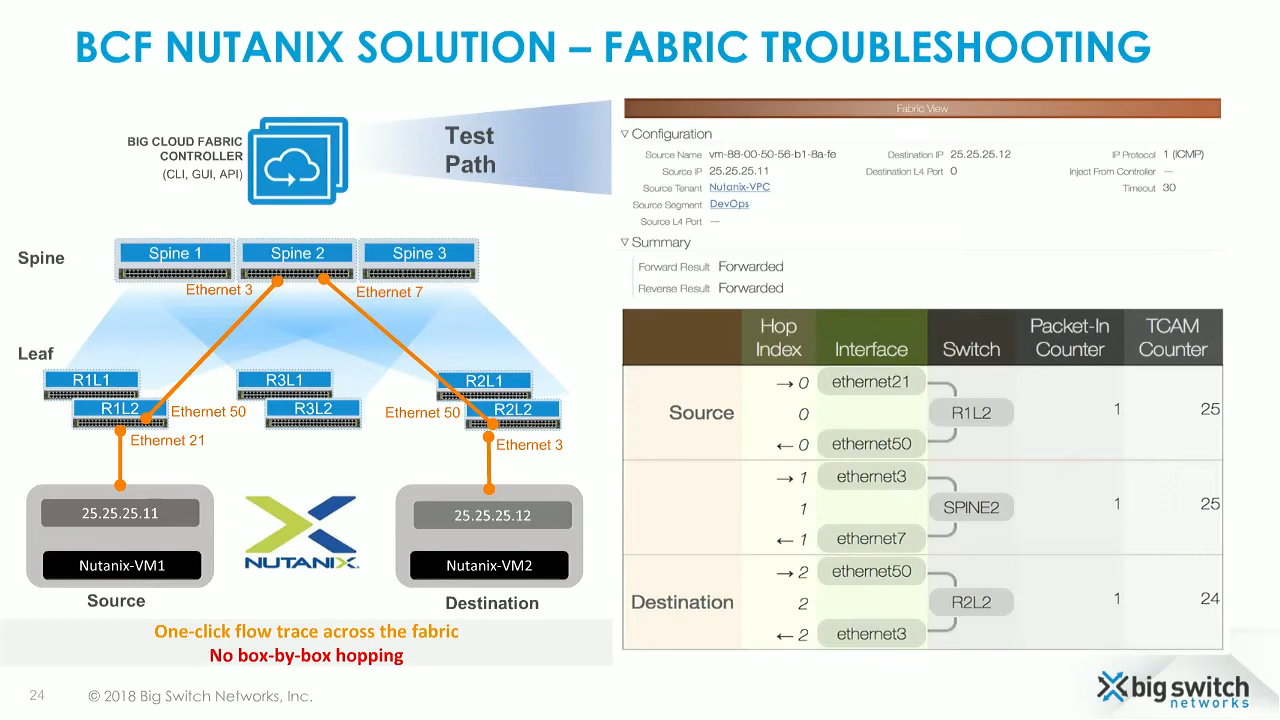 BCF NUTANIX SOLUTION – FABRIC TROUBLESHOOTING
BIG CLOUD FABRIC
CONTROLLER
(CLI, GUI, API)
Test
Path
Spine
Spine 1
Spine 2
Spine 3
Ethernet 3
Ethernet 7
Leaf
R1L1
R1L2
R3L1
R3L2
R2L1
R2L2
Ethernet 50
Ethernet 50
Ethernet 21
Ethernet 3
25.25.25.11
Nutanix-VM1
Source
NUTANIX
25.25.25.12
Nutanix-VM2
Destination
One-click flow trace across the fabric
No box-by-box hopping
Fabric View
Configuration
Source Name vm-88-00-50-56-b1-8a-fe Destination IP 25.25.25.12 IP Protocol 1 (ICMP)
Source IP 25.25.25.11 Destination L4 Port 0 Inject From Controller —
Source Tenant Nutanix-VPC Timeout 30
Source Segment DevOps
Source L4 Port —
Summary
Forward Result Forwarded
Reverse Result Forwarded
Hop Index Interface Switch Packet-In Counter TCAM Counter
→ 0 ethernet21
Source 0 R1L2 1 25
← 0 ethernet50
→ 1 ethernet3
1 SPINE2 1 25
← 1 ethernet7
→ 2 ethernet50
Destination 2 R2L2 1 24
← 2 ethernet3
24 © 2018 Big Switch Networks, Inc.
big switch
networks